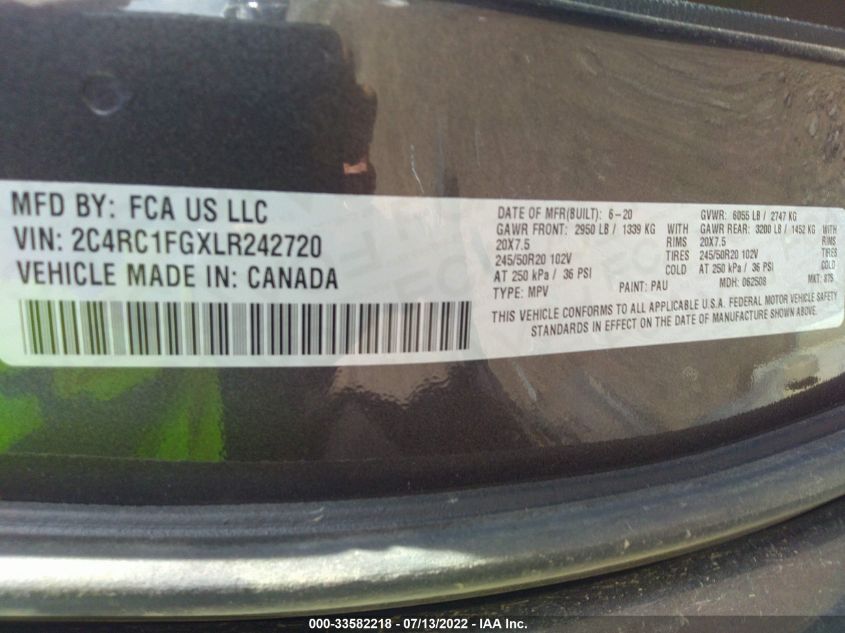 MFD BY: FCA US LLC
VIN: 2C4RC1FGXLR242720
VEHICLE MADE IN: CANADA
DATE OF MFR(BUILT): 6-20 GVWR: 6055 LB / 2747 KG
GAWR FRONT: 2950 LB / 1339 KG WITH GAWR REAR: 3200 LB / 1452 KG WITH
20X7.5 RIMS 20X7.5 RIMS
245/50R20 102V TIRES 245/50R20 102V TIRES
AT 250 kPa / 36 PSI COLD AT 250 kPa / 36 PSI COLD
TYPE: MPV PAINT: PAU MDH: 062508 MKT: 875
THIS VEHICLE CONFORMS TO ALL APPLICABLE U.S.A. FEDERAL MOTOR VEHICLE SAFETY
STANDARDS IN EFFECT ON THE DATE OF MANUFACTURE SHOWN ABOVE.
000-33582218 - 07/13/2022 - IAA Inc.